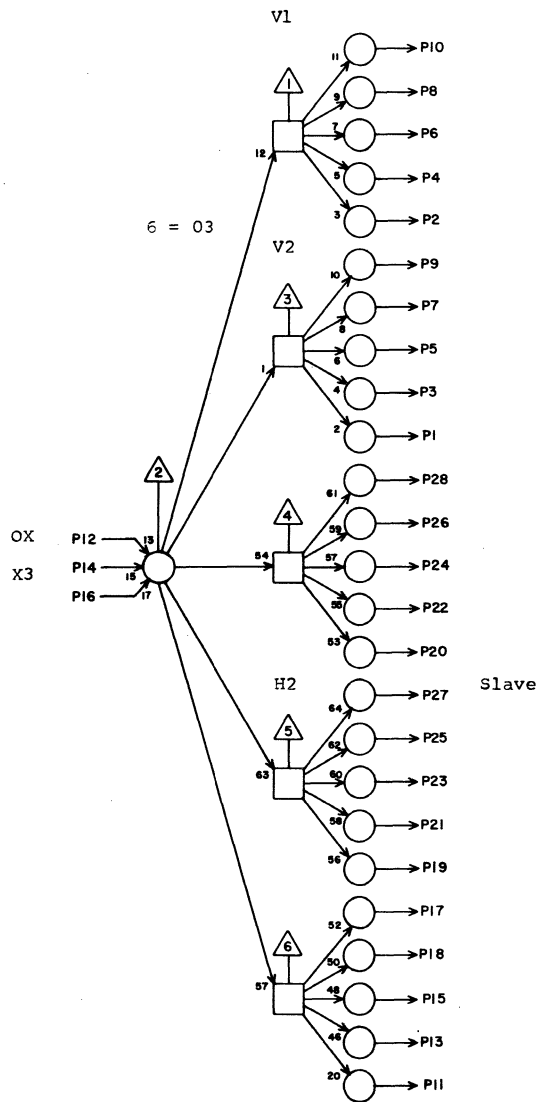 V1
11 P10
1 9 P8
7 P6
12 5 P4
3 P2
6 = 03
V2
10 P9
3 8 P7
6 P5
1 4 P3
2 P1
2
61 P28
4 59 P26
OX P12 13
54 57 P24
X3 P14 15
P16 17
55 P22
53 P20
H2 Slave
64 P27
5 62 P25
63 60 P23
58 P21
56 P19
52 P17
6 50 P18
57 48 P15
46 P13
20 P11